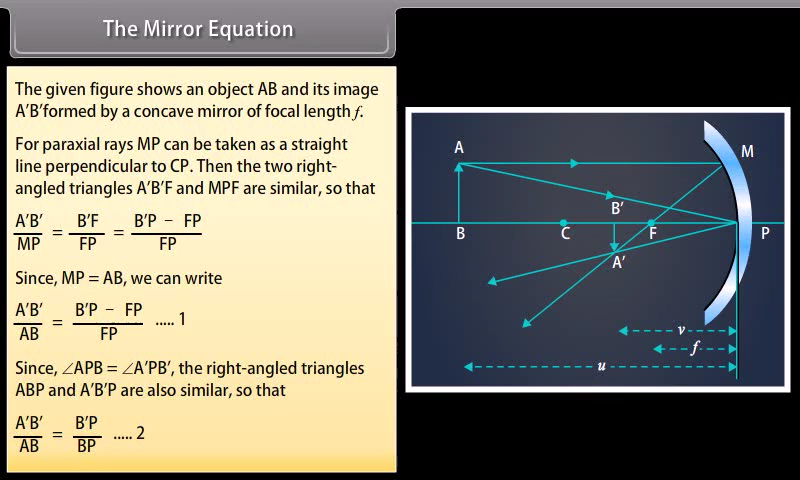 The Mirror Equation
The given figure shows an object AB and its image
A′B′formed by a concave mirror of focal length f.
For paraxial rays MP can be taken as a straight
line perpendicular to CP. Then the two right-
angled triangles A′B′F and MPF are similar, so that
A′B′/MP = B′F/FP = B′P − FP/FP
Since, MP = AB, we can write
A′B′/AB = B′P − FP/FP ..... 1
Since, ∠APB = ∠A′PB′, the right-angled triangles
ABP and A′B′P are also similar, so that
A′B′/AB = B′P/BP ..... 2
A M
B′
B C F P
A′
v
f
u